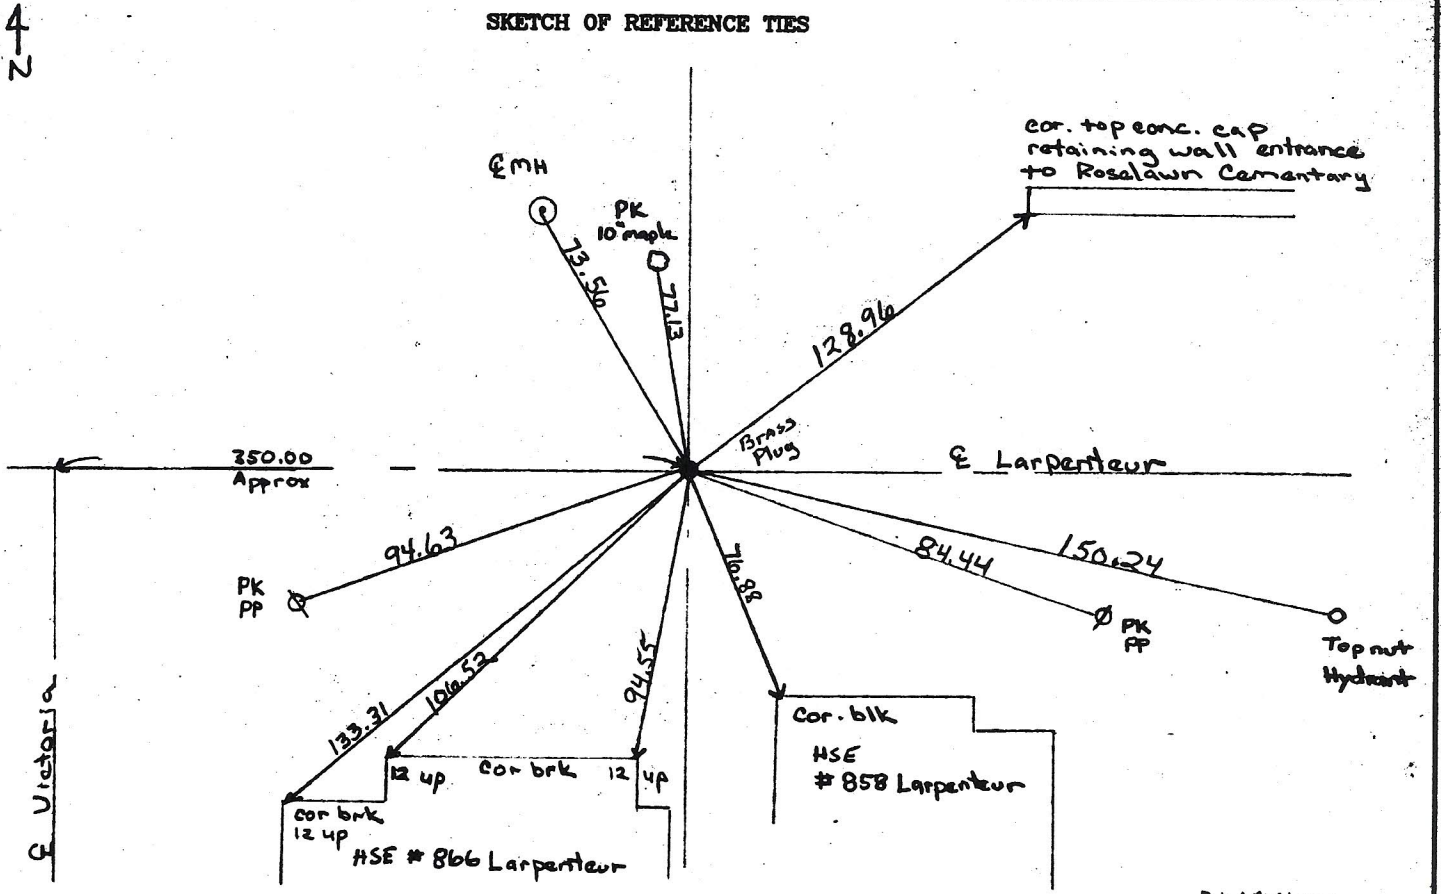 SKETCH OF REFERENCE TIES
N
cor. top conc. cap
retaining wall entrance
to Roselawn Cementary
℄ MH
PK
10" maple
73.56
77.13
128.96
Brass
Plug
350.00
Approx
℄ Larpenteur
94.63
84.44
150.24
76.88
PK
PP
PK
PP
Top nut
Hydrant
94.55
106.52
133.31
cor. blk
HSE
# 858 Larpenteur
12 up
cor brk
12 up
cor brk
12 up
HSE # 866 Larpenteur
℄ Victoria